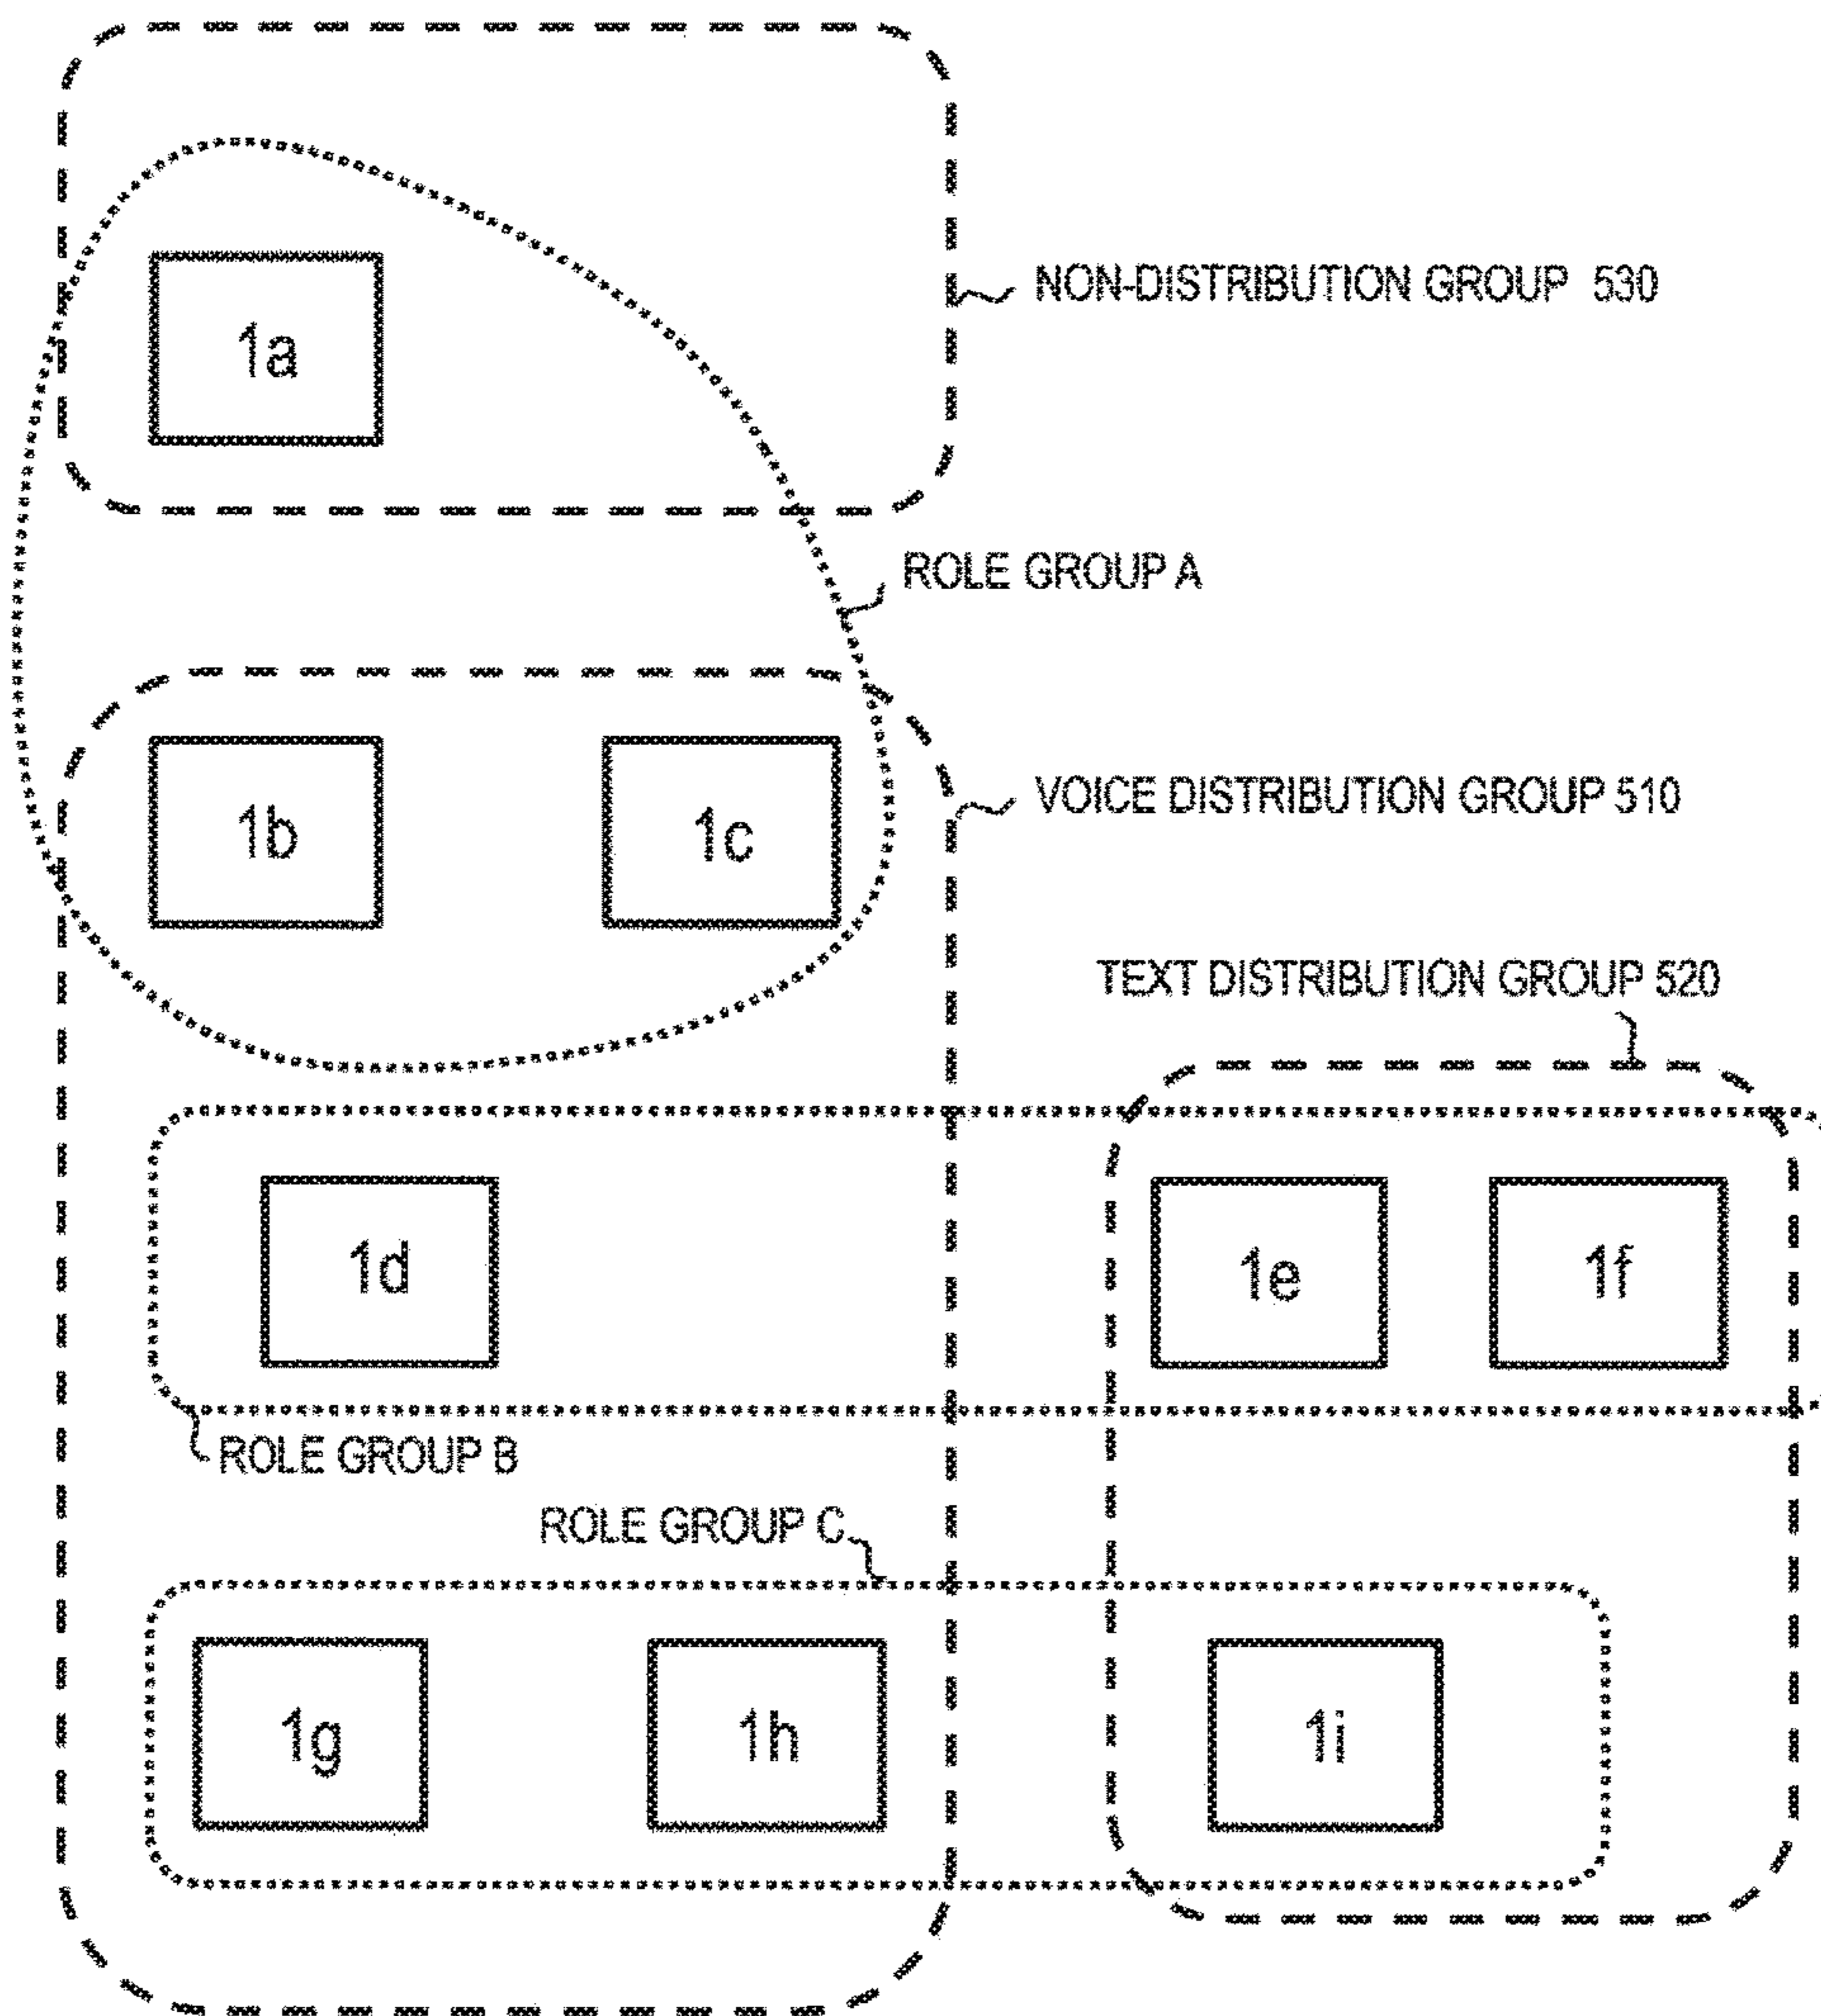 1a
NON-DISTRIBUTION GROUP 530
ROLE GROUP A
1b
1c
VOICE DISTRIBUTION GROUP 510
TEXT DISTRIBUTION GROUP 520
1d
1e
1f
ROLE GROUP B
ROLE GROUP C
1g
1h
1i